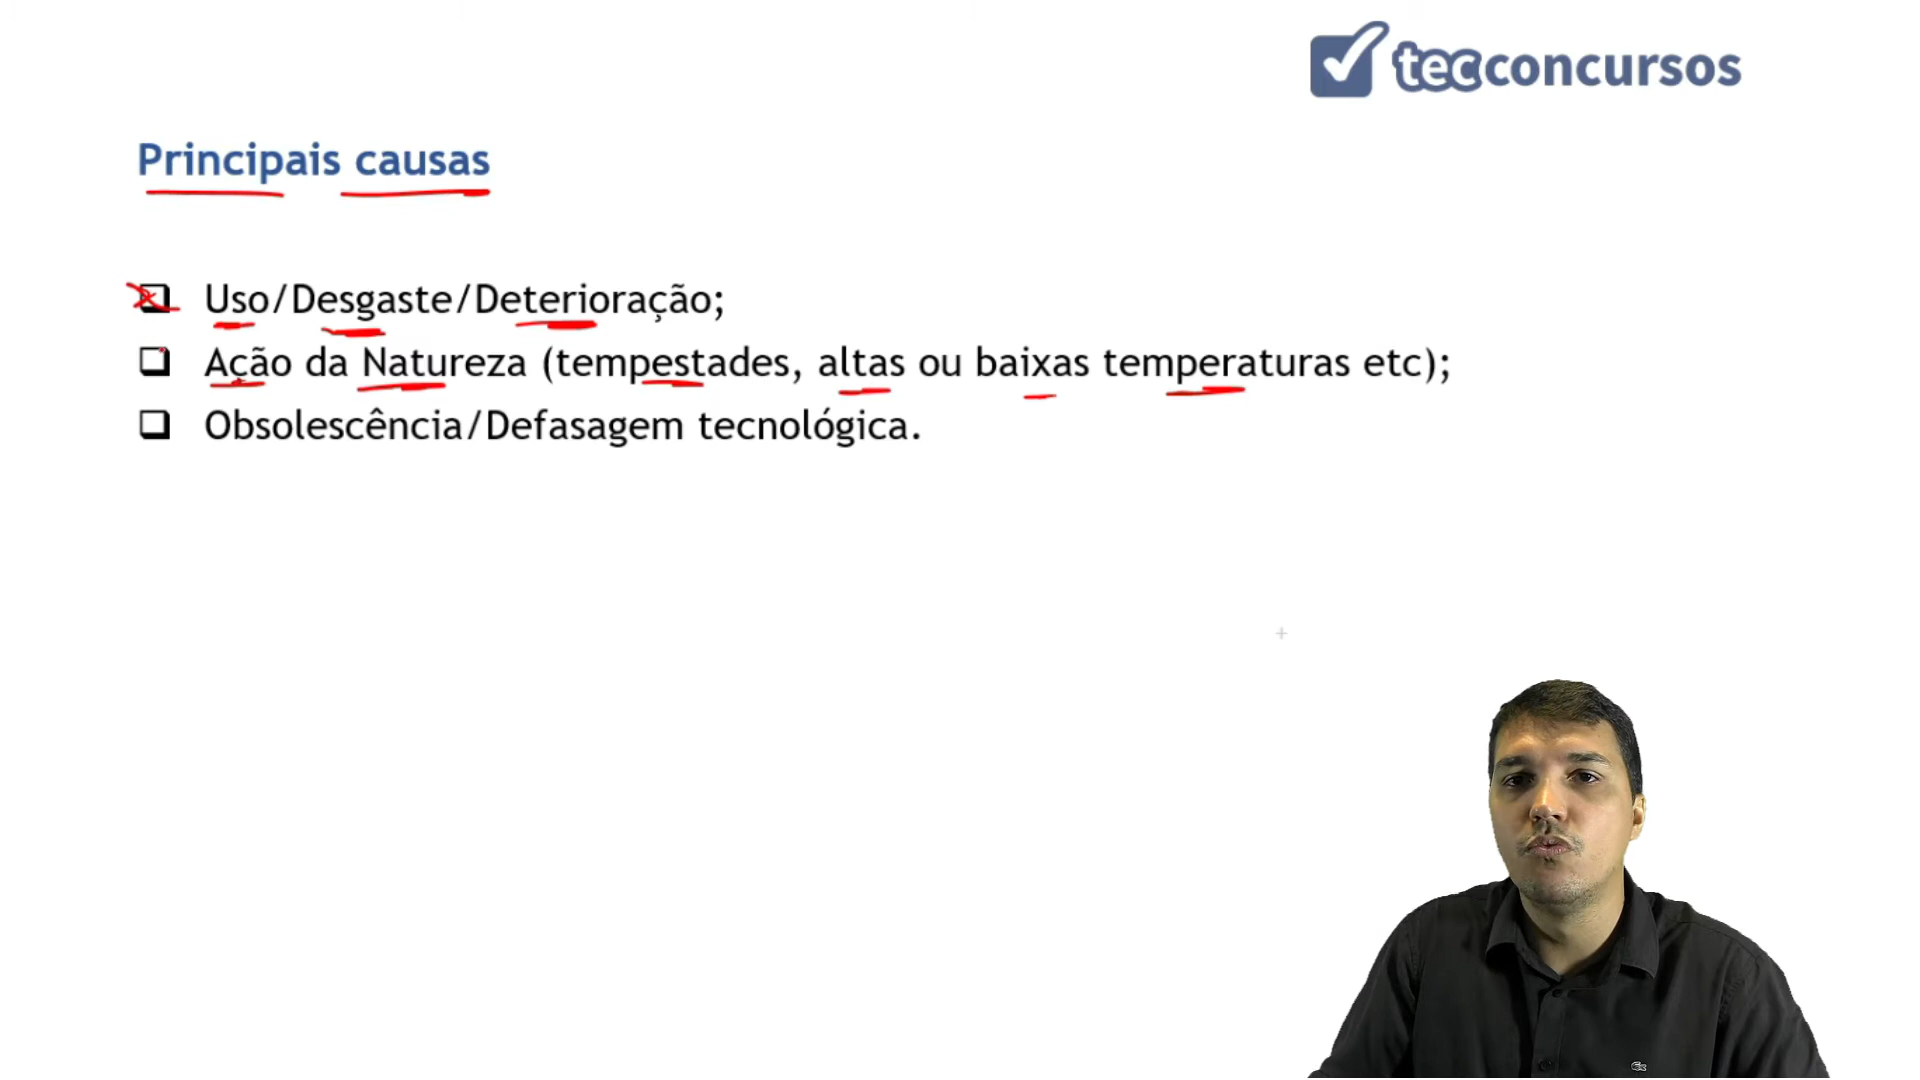 tecconcursos
Principais causas
Uso/Desgaste/Deterioração;
Ação da Natureza (tempestades, altas ou baixas temperaturas etc);
Obsolescência/Defasagem tecnológica.